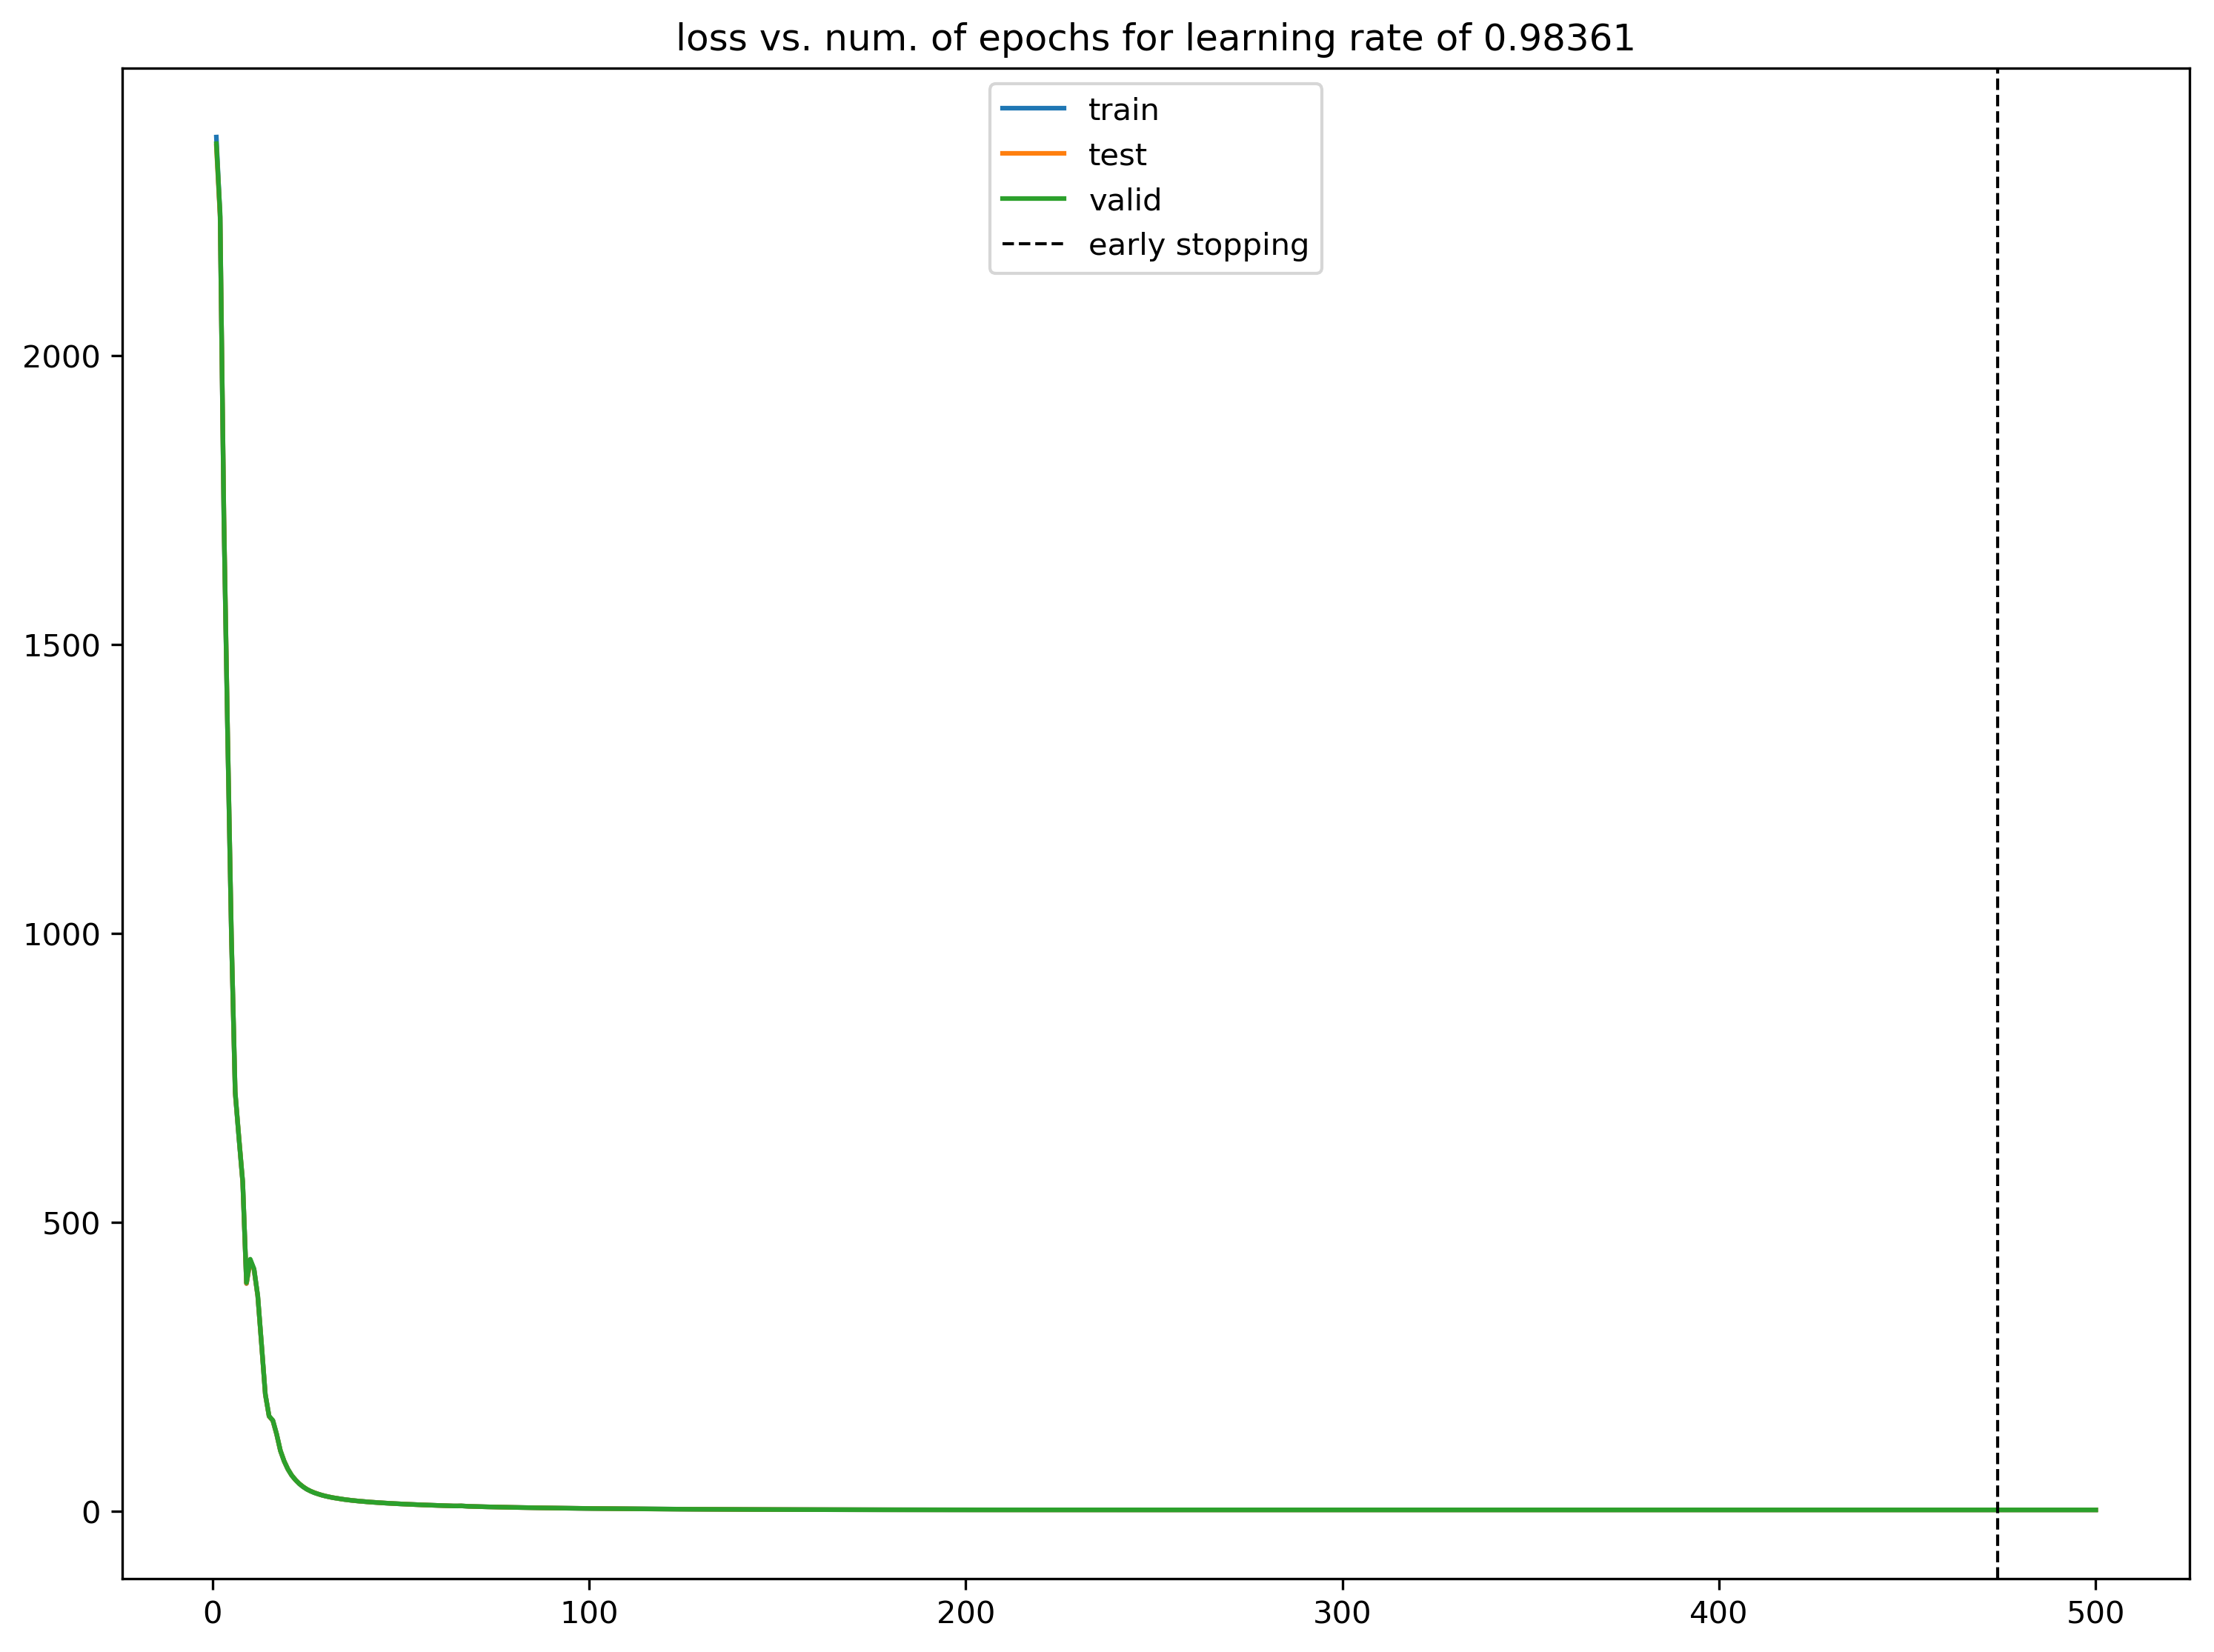 loss vs. num. of epochs for learning rate of 0.98361
train
test
valid
early stopping
2000
1500
1000
500
0
0 100 200 300 400 500